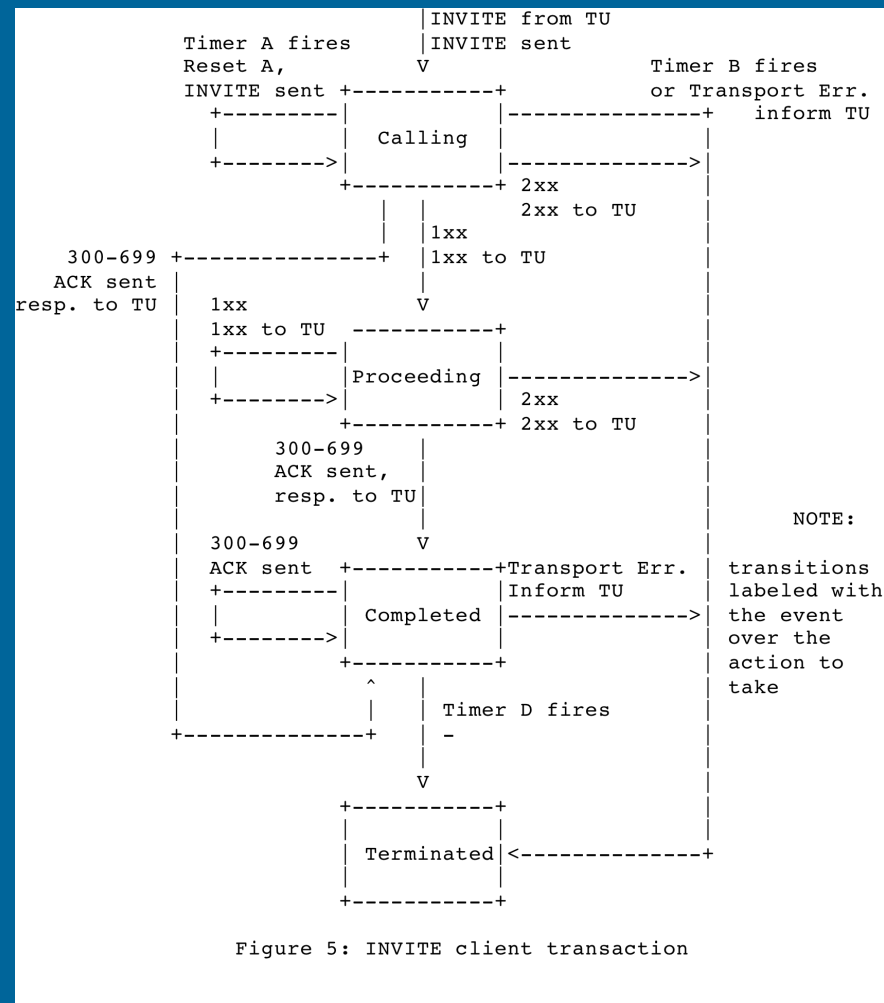 |INVITE from TU
Timer A fires     |INVITE sent
Reset A,          V                 Timer B fires
INVITE sent +-----------+           or Transport Err.
+---------|           |---------------+   inform TU
|         |  Calling  |               |
+-------->|           |-------------->|
+-----------+ 2xx           |
|  |       2xx to TU     |
|  |1xx                  |
300-699 +---------------+  |1xx to TU            |
ACK sent |                  |                     |
resp. to TU |  1xx             V                     |
|  1xx to TU  -----------+               |
|  +---------|           |               |
|  |         |Proceeding |-------------->|
|  +-------->|           | 2xx           |
|            +-----------+ 2xx to TU     |
|       300-699    |                     |
|       ACK sent,  |                     |
|       resp. to TU|                     |
|                  |                     |      NOTE:
|  300-699         V                     |
|  ACK sent  +-----------+Transport Err. |  transitions
|  +---------|           |Inform TU      |  labeled with
|  |         | Completed |-------------->|  the event
|  +-------->|           |               |  over the
|            +-----------+               |  action to
|              ^   |                     |  take
|              |   | Timer D fires       |
+--------------+   | -                   |
|                     |
V                     |
+-----------+               |
|           |               |
| Terminated|<--------------+
|           |
+-----------+
Figure 5: INVITE client transaction